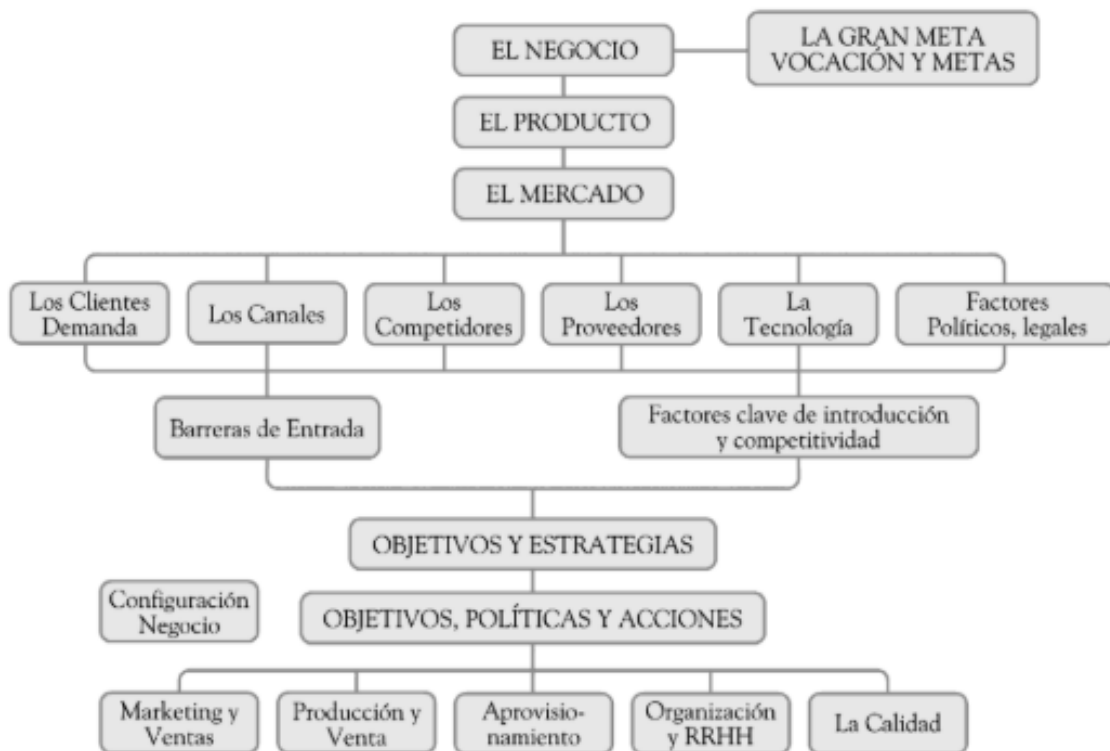 EL NEGOCIO
LA GRAN META
VOCACIÓN Y METAS
EL PRODUCTO
EL MERCADO
Los Clientes
Demanda
Los Canales
Los
Competidores
Los
Proveedores
La
Tecnología
Factores
Políticos, legales
Barreras de Entrada
Factores clave de introducción
y competitividad
OBJETIVOS Y ESTRATEGIAS
Configuración
Negocio
OBJETIVOS, POLÍTICAS Y ACCIONES
Marketing y
Ventas
Producción y
Venta
Aprovisio-
namiento
Organización
y RRHH
La Calidad